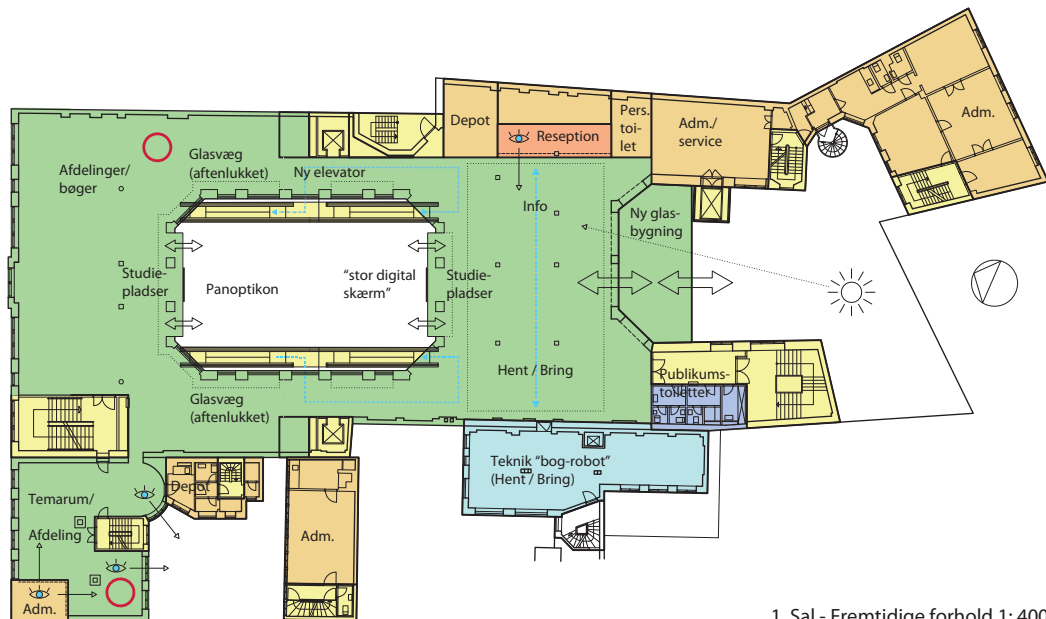 Depot
Reception
Pers.
toi-
let
Adm./
service
Adm.
Afdelinger/
bøger
Glasvæg
(aftenlukket)
Ny elevator
Info
Ny glas-
bygning
Studie-
pladser
Panoptikon
“stor digital
skærm”
Studie-
pladser
Hent / Bring
Publikums-
toiletter
Glasvæg
(aftenlukket)
Teknik “bog-robot”
(Hent / Bring)
Temarum/
Afdeling
Depot
Adm.
Adm.
1. Sal - Fremtidige forhold 1: 400